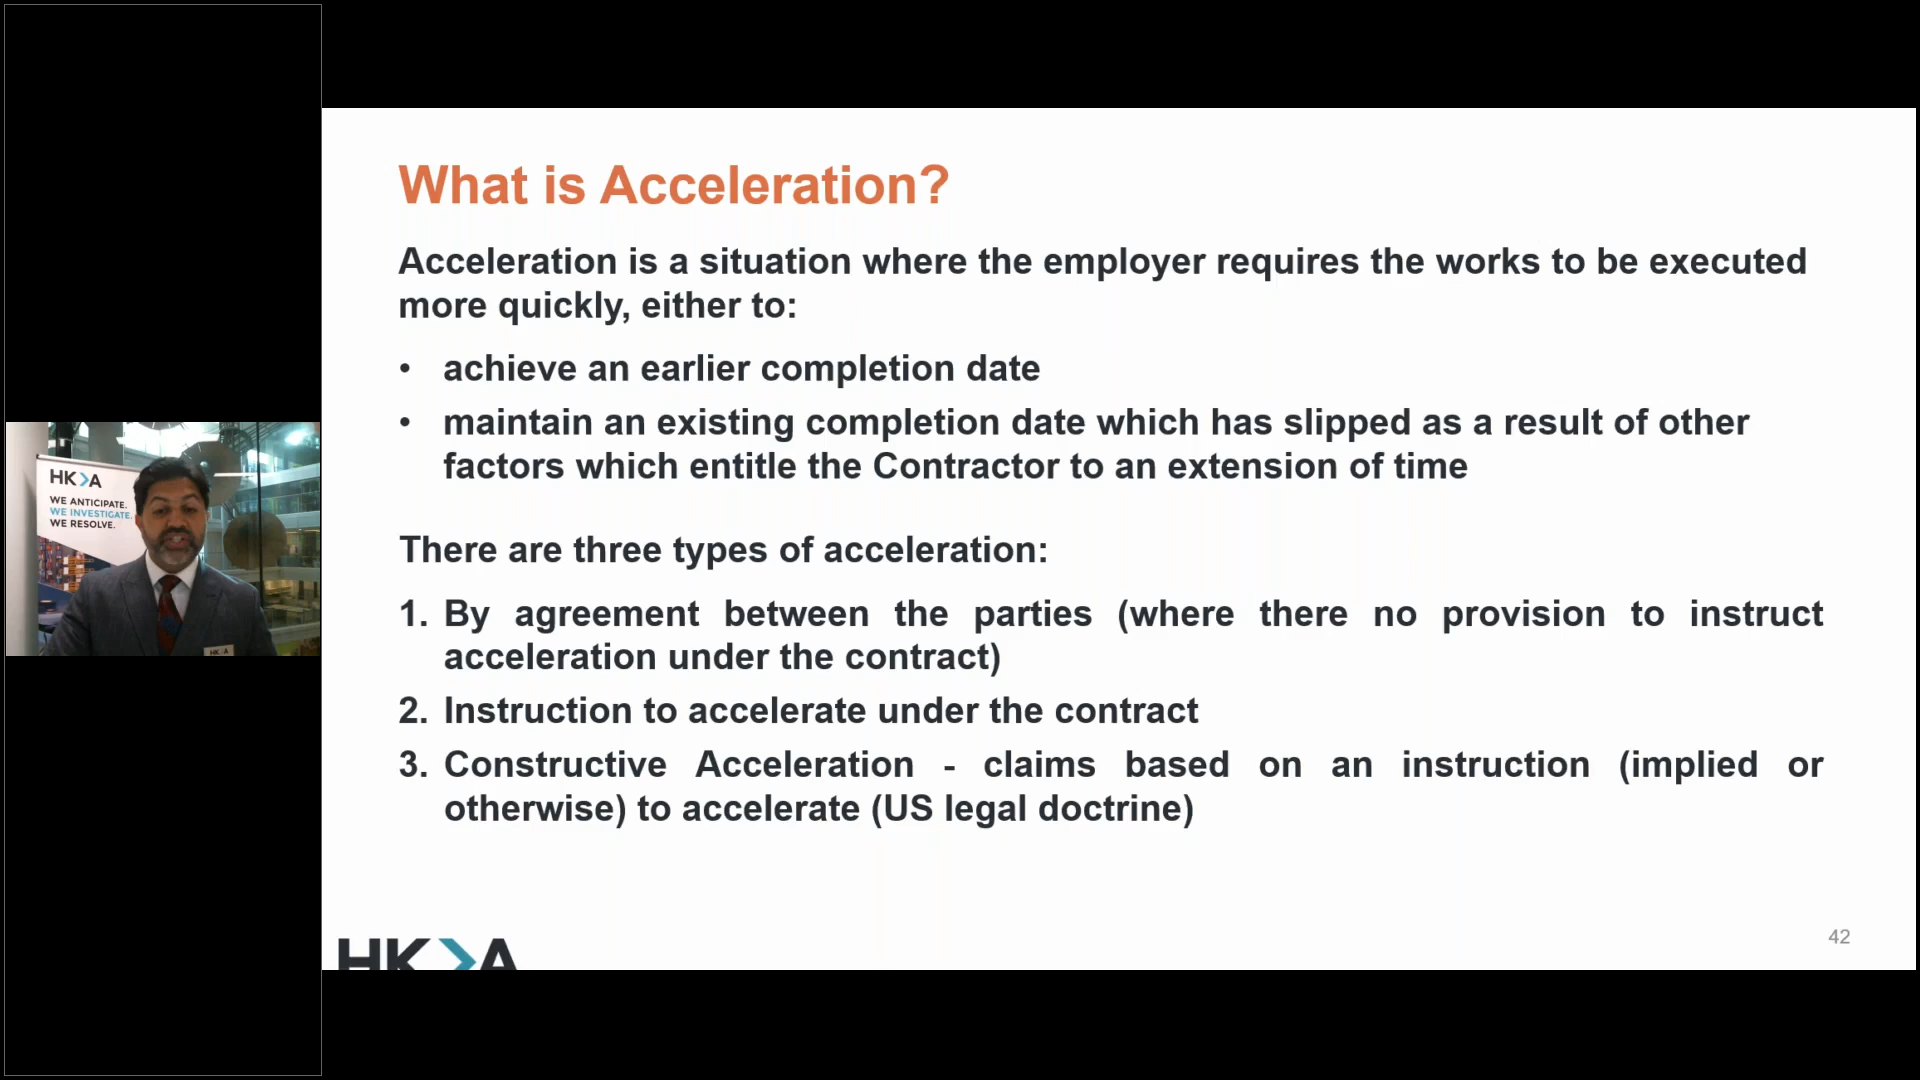 HKA
WE ANTICIPATE.
WE INVESTIGATE.
WE RESOLVE.
HKA
What is Acceleration?
Acceleration is a situation where the employer requires the works to be executed
more quickly, either to:
• achieve an earlier completion date
• maintain an existing completion date which has slipped as a result of other
factors which entitle the Contractor to an extension of time
There are three types of acceleration:
1. By agreement between the parties (where there no provision to instruct
acceleration under the contract)
2. Instruction to accelerate under the contract
3. Constructive Acceleration - claims based on an instruction (implied or
otherwise) to accelerate (US legal doctrine)
HKA
42